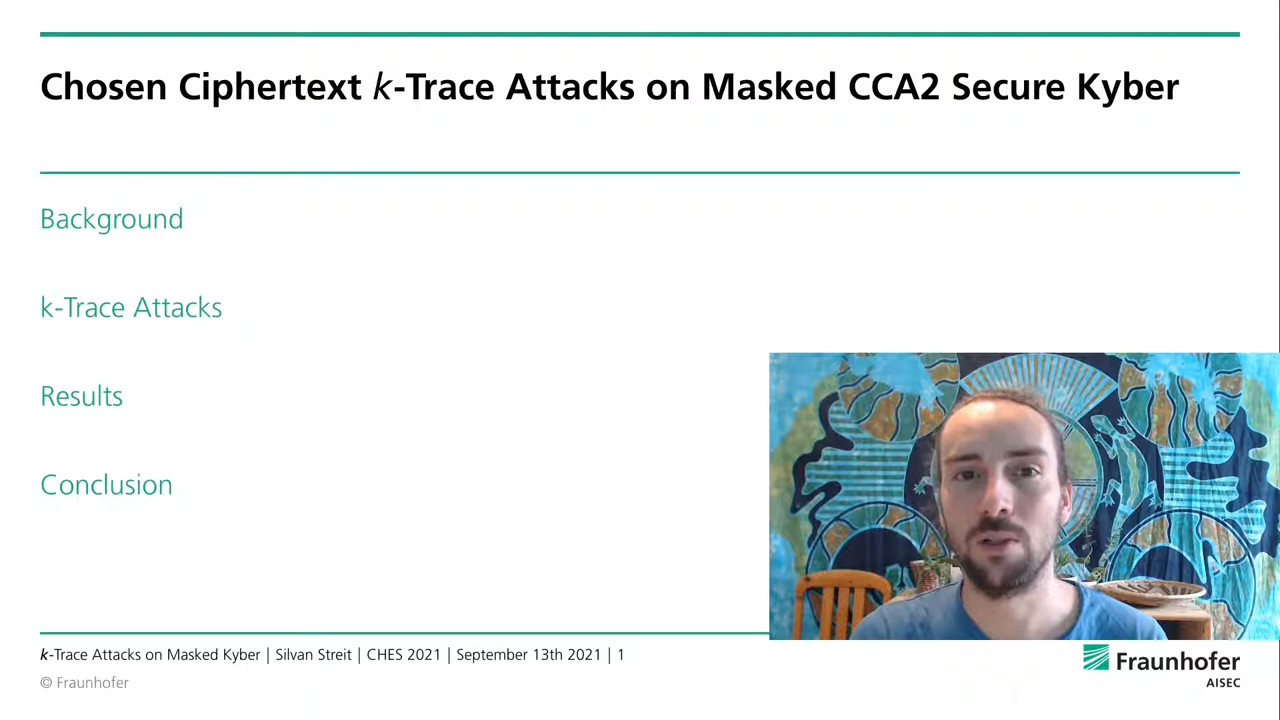 Chosen Ciphertext k-Trace Attacks on Masked CCA2 Secure Kyber
Background
k-Trace Attacks
Results
Conclusion
k-Trace Attacks on Masked Kyber | Silvan Streit | CHES 2021 | September 13th 2021 | 1
© Fraunhofer
Fraunhofer
AISEC